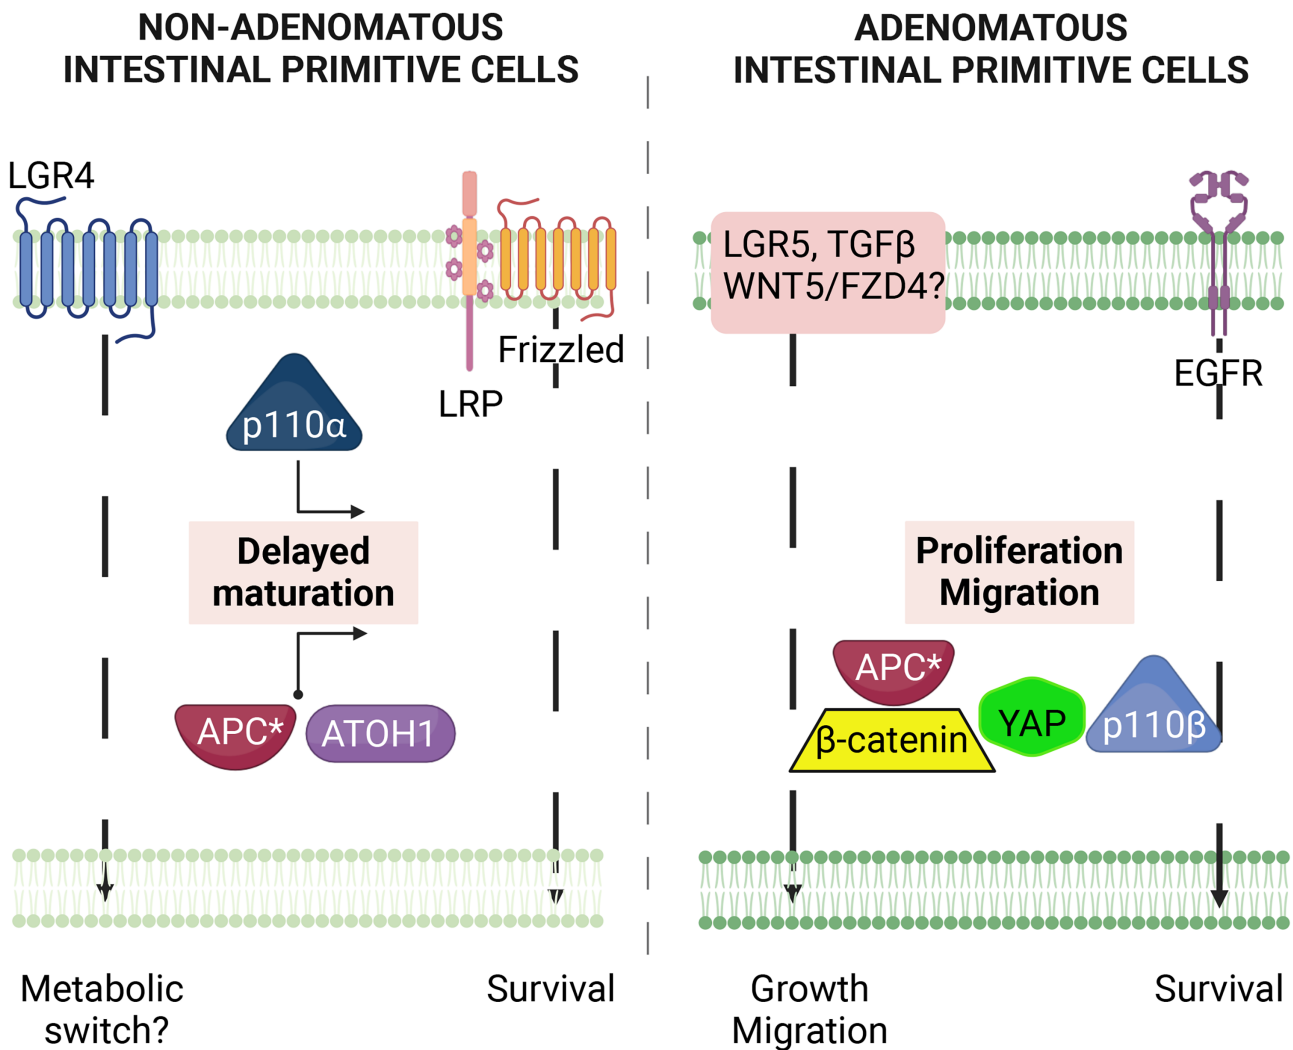 NON-ADENOMATOUS
INTESTINAL PRIMITIVE CELLS
LGR4
Frizzled
LRP
p110α
Delayed
maturation
APC*
ATOH1
Metabolic
switch?
Survival
ADENOMATOUS
INTESTINAL PRIMITIVE CELLS
LGR5, TGFβ
WNT5/FZD4?
EGFR
Proliferation
Migration
APC*
β-catenin
YAP
p110β
Growth
Migration
Survival